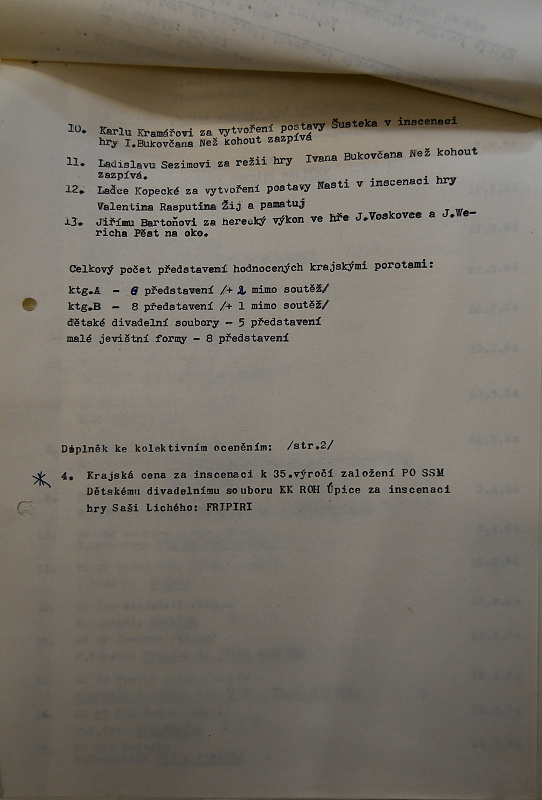 10. Karlu Kramářovi za vytvoření postavy Šusteka v inscenaci
hry I.Bukovčana Než kohout zazpívá
11. Ladislavu Sezimovi za režii hry Ivana Bukovčana Než kohout
zazpívá.
12. Laďce Kopecké za vytvoření postavy Nasti v inscenaci hry
Valentina Rasputina Žij a pamatuj
13. Jiřímu Bartoňovi za herecký výkon ve hře J.Voskovce a J.We-
richa Pěst na oko.
Celkový počet představení hodnocených krajskými porotami:
ktg.A - 6 představení /+ 1 mimo soutěž/
ktg.B - 8 představení /+ 1 mimo soutěž/
dětské divadelní soubory - 5 představení
malé jevištní formy - 8 představení
Doplněk ke kolektivním oceněním: /str.2/
4. Krajská cena za inscenaci k 35.výročí založení PO SSM
Dětskému divadelnímu souboru KK ROH Úpice za inscenaci
hry Saši Lichého: FRIPIRI